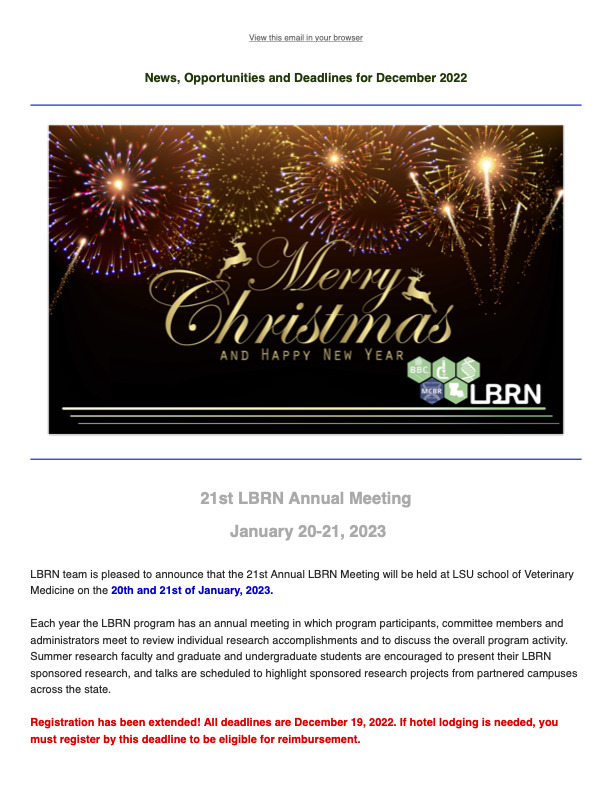 View this email in your browser
News, Opportunities and Deadlines for December 2022
Merry
Christmas
AND HAPPY NEW YEAR
BBC
MCBR
LBRN
21st LBRN Annual Meeting
January 20-21, 2023
LBRN team is pleased to announce that the 21st Annual LBRN Meeting will be held at LSU school of Veterinary
Medicine on the 20th and 21st of January, 2023.
Each year the LBRN program has an annual meeting in which program participants, committee members and
administrators meet to review individual research accomplishments and to discuss the overall program activity.
Summer research faculty and graduate and undergraduate students are encouraged to present their LBRN
sponsored research, and talks are scheduled to highlight sponsored research projects from partnered campuses
across the state.
Registration has been extended! All deadlines are December 19, 2022. If hotel lodging is needed, you
must register by this deadline to be eligible for reimbursement.